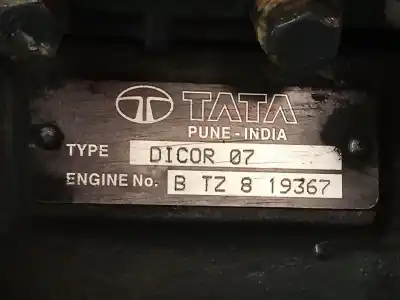 TATA
PUNE - INDIA
TYPE DICOR 07
ENGINE No. B TZ 8 19367